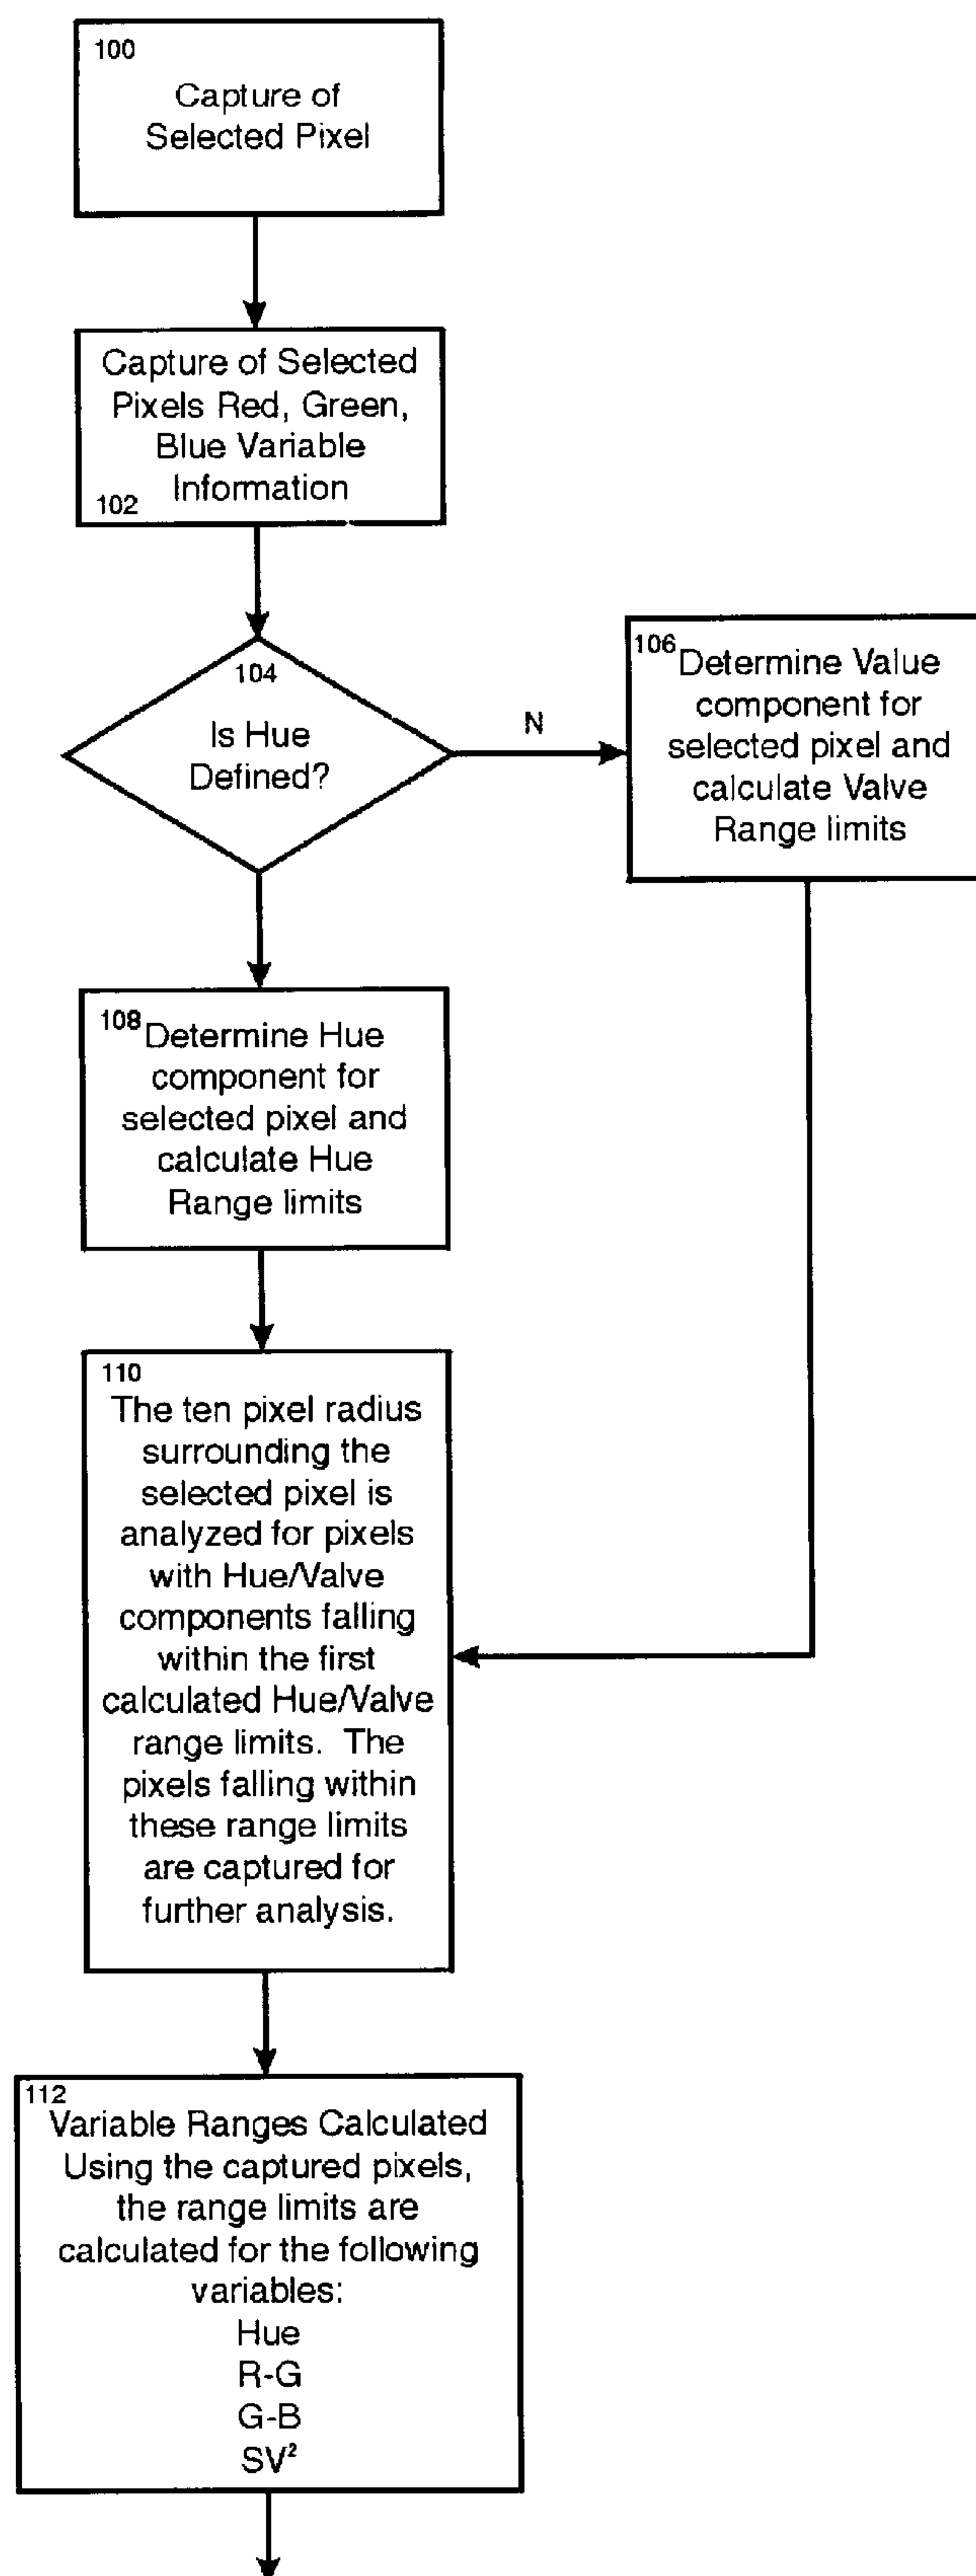 100
Capture of
Selected Pixel
Capture of Selected
Pixels Red, Green,
Blue Variable
Information
102
104
Is Hue
Defined?
N
106
Determine Value
component for
selected pixel and
calculate Valve
Range limits
108
Determine Hue
component for
selected pixel and
calculate Hue
Range limits
110
The ten pixel radius
surrounding the
selected pixel is
analyzed for pixels
with Hue/Valve
components falling
within the first
calculated Hue/Valve
range limits. The
pixels falling within
these range limits
are captured for
further analysis.
112
Variable Ranges Calculated
Using the captured pixels,
the range limits are
calculated for the following
variables:
Hue
R-G
G-B
SV²